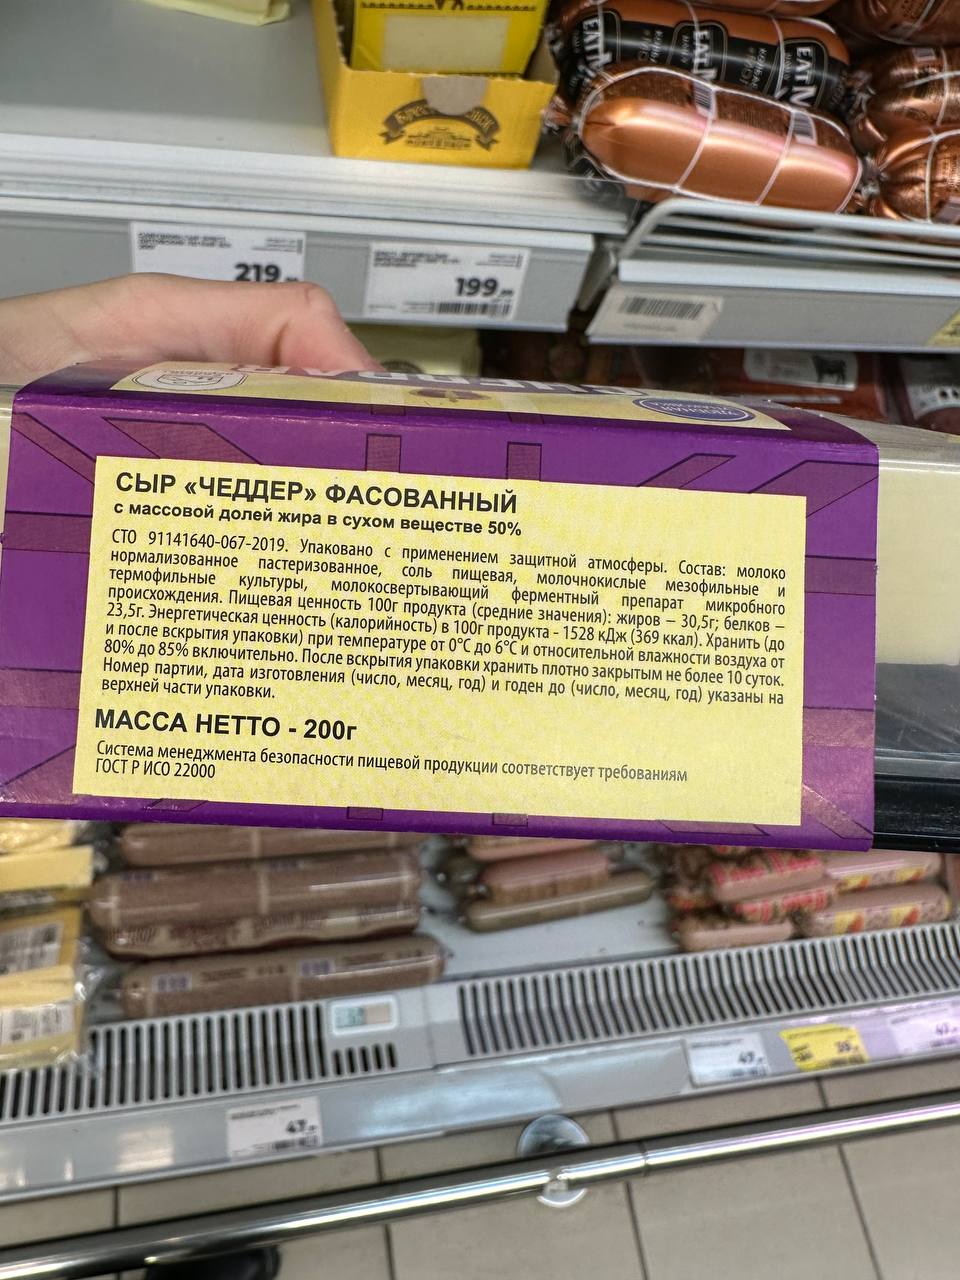 EAT M
EAT M
EAT M
219
199
УДОБНАЯ
СЫР «ЧЕДДЕР» ФАСОВАННЫЙ
с массовой долей жира в сухом веществе 50%
СТО 91141640-067-2019. Упаковано с применением защитной атмосферы. Состав: молоко
нормализованное пастеризованное, соль пищевая, молочнокислые мезофильные и
термофильные культуры, молокосвертывающий ферментный препарат микробного
происхождения. Пищевая ценность 100г продукта (средние значения): жиров – 30,5г; белков –
23,5г. Энергетическая ценность (калорийность) в 100г продукта - 1528 кДж (369 ккал). Хранить (до
и после вскрытия упаковки) при температуре от 0°С до 6°С и относительной влажности воздуха от
80% до 85% включительно. После вскрытия упаковки хранить плотно закрытым не более 10 суток.
Номер партии, дата изготовления (число, месяц, год) и годен до (число, месяц, год) указаны на
верхней части упаковки.
МАССА НЕТТО - 200г
Система менеджмента безопасности пищевой продукции соответствует требованиям
ГОСТ Р ИСО 22000